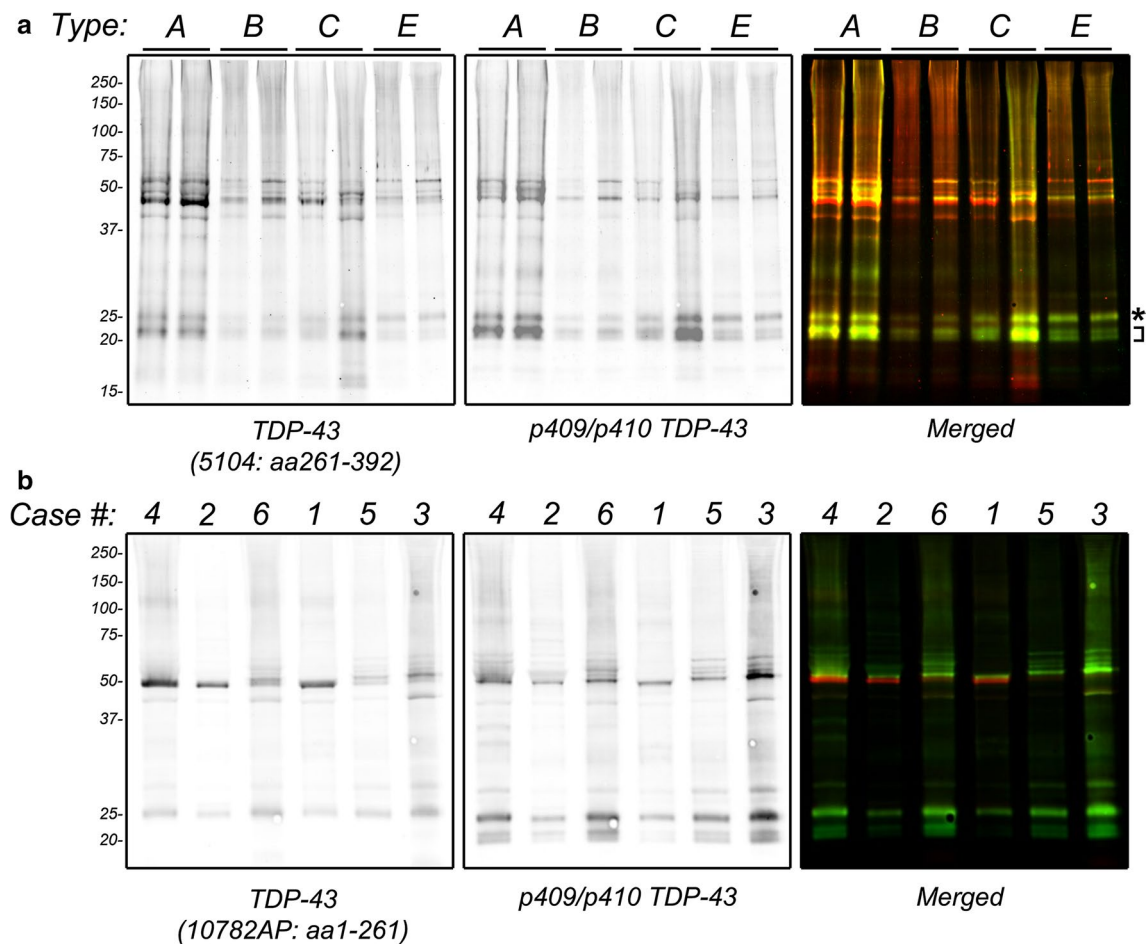 a Type: A B C E A B C E A B C E
250-
150-
100-
75-
50-
37-
25-
20-
15-
*
TDP-43
(5104: aa261-392)
p409/p410 TDP-43
Merged
b
Case #: 4 2 6 1 5 3 4 2 6 1 5 3 4 2 6 1 5 3
250-
150-
100-
75-
50-
37-
25-
20-
TDP-43
(10782AP: aa1-261)
p409/p410 TDP-43
Merged